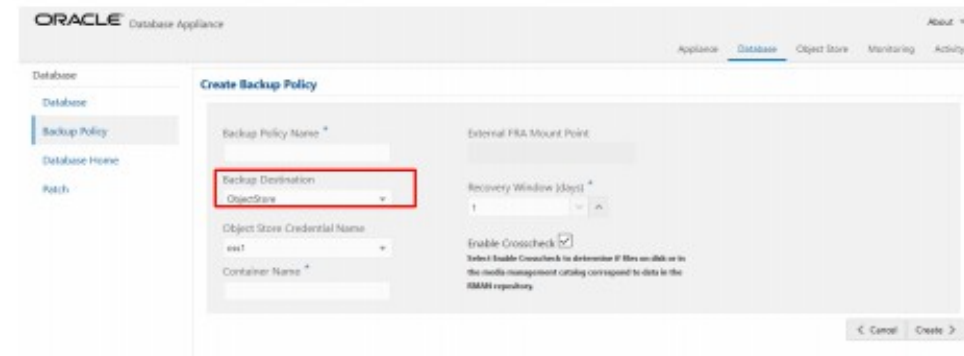 ORACLE Database Appliance
About
Appliance Database Object Store Monitoring Activity
Database
Database
Backup Policy
Database Home
Patch
Create Backup Policy
Backup Policy Name *
External FRA Mount Point
Backup Destination
ObjectStore
Recovery Window (days) *
1
Object Store Credential Name
Enable Crosscheck
Select Enable Crosscheck to determine if files on disk or in
the media management catalog correspond to data in the
RMAN repository.
Container Name *
Cancel Create